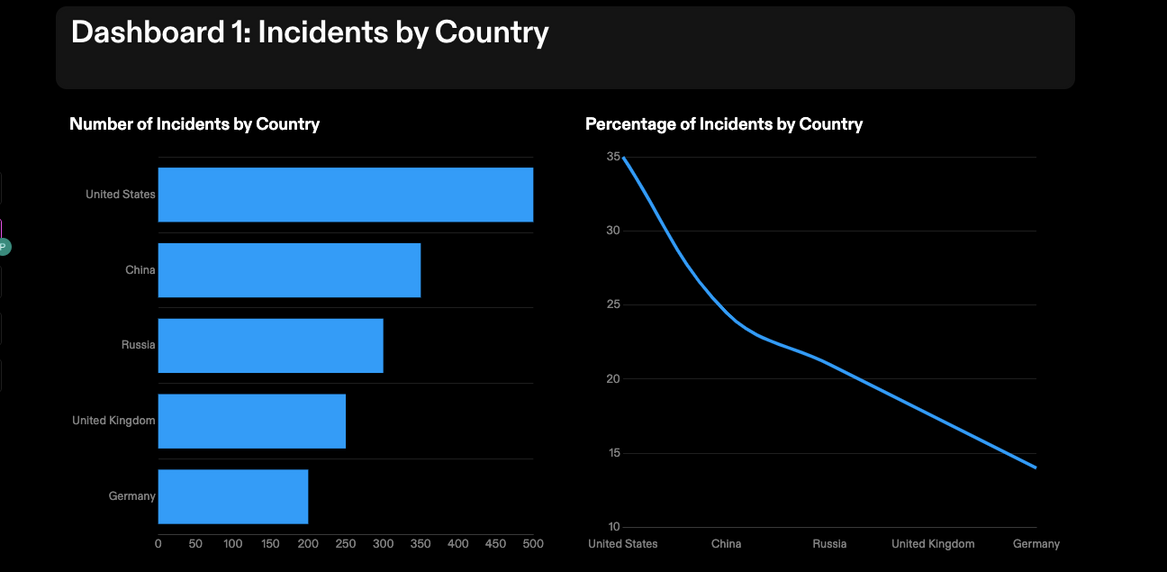 Dashboard 1: Incidents by Country
Number of Incidents by Country
United States
China
Russia
United Kingdom
Germany
0 50 100 150 200 250 300 350 400 450 500
Percentage of Incidents by Country
35
30
25
20
15
10
United States China Russia United Kingdom Germany
P